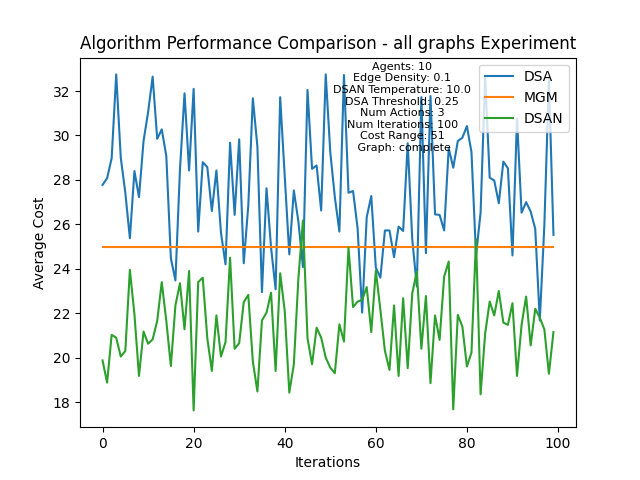 Algorithm Performance Comparison - all graphs Experiment
Agents: 10
Edge Density: 0.1
DSAN Temperature: 10.0
DSA Threshold: 0.25
Num Actions: 3
Num Iterations: 100
Cost Range: 51
Graph: complete
DSA
MGM
DSAN
Average Cost
32
30
28
26
24
22
20
18
0
20
40
60
80
100
Iterations